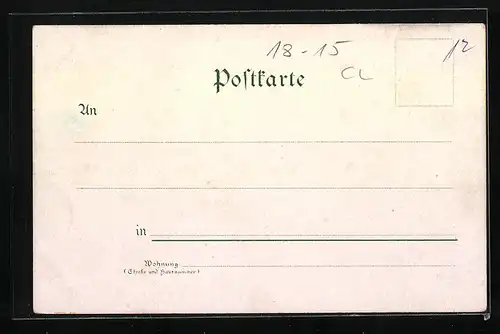 18-15
12
CL
Postkarte
An
in
Wohnung
(Straße und Hausnummer)